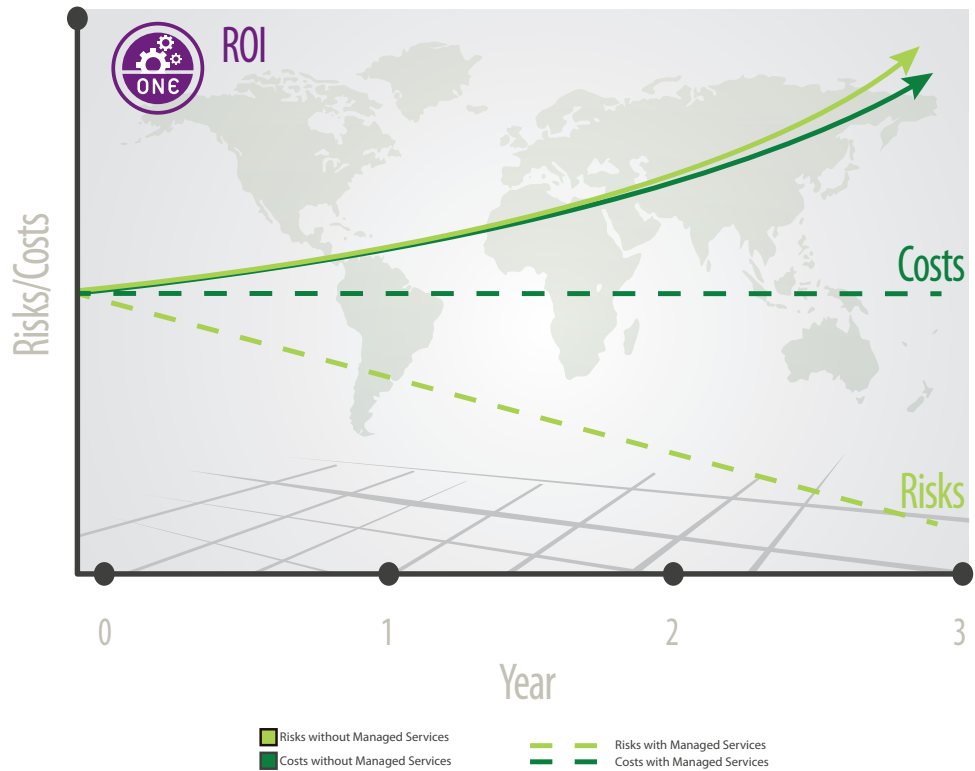 ONE
ROI
Risks/Costs
Costs
Risks
0 1 2 3
Year
Risks without Managed Services
Costs without Managed Services
Risks with Managed Services
Costs with Managed Services